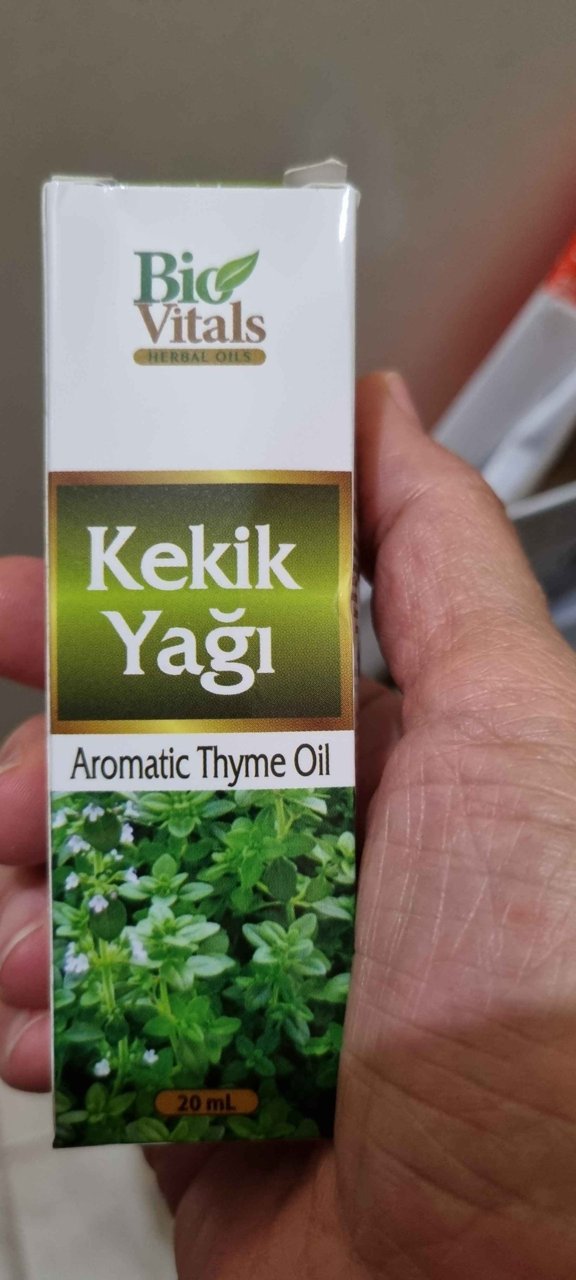 Bio
Vitals
HERBAL OILS
Kekik
Yağı
Aromatic Thyme Oil
20 mL